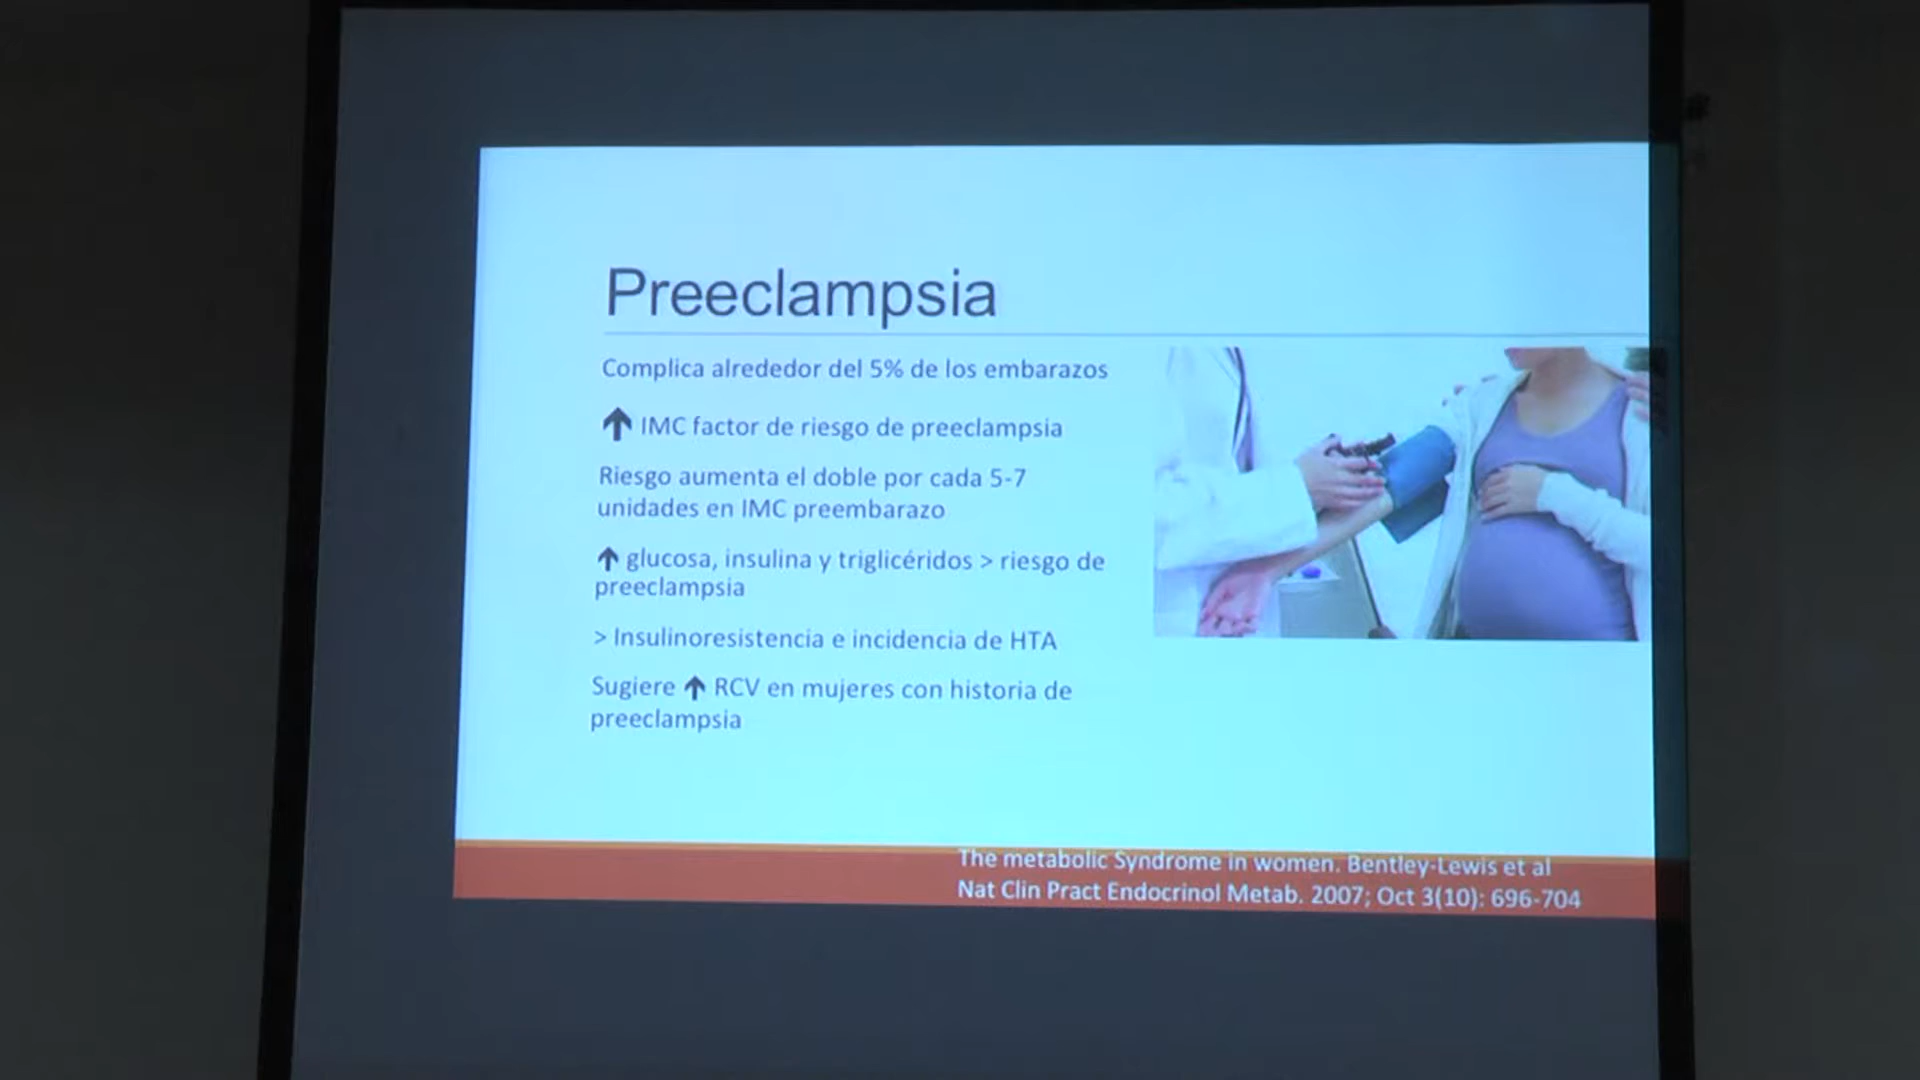 Preeclampsia
Complica alrededor del 5% de los embarazos
↑ IMC factor de riesgo de preeclampsia
Riesgo aumenta el doble por cada 5-7
unidades en IMC preembarazo
↑ glucosa, insulina y triglicéridos > riesgo de
preeclampsia
> Insulinoresistencia e incidencia de HTA
Sugiere ↑ RCV en mujeres con historia de
preeclampsia
The metabolic Syndrome in women. Bentley-Lewis et al
Nat Clin Pract Endocrinol Metab. 2007; Oct 3(10): 696-704